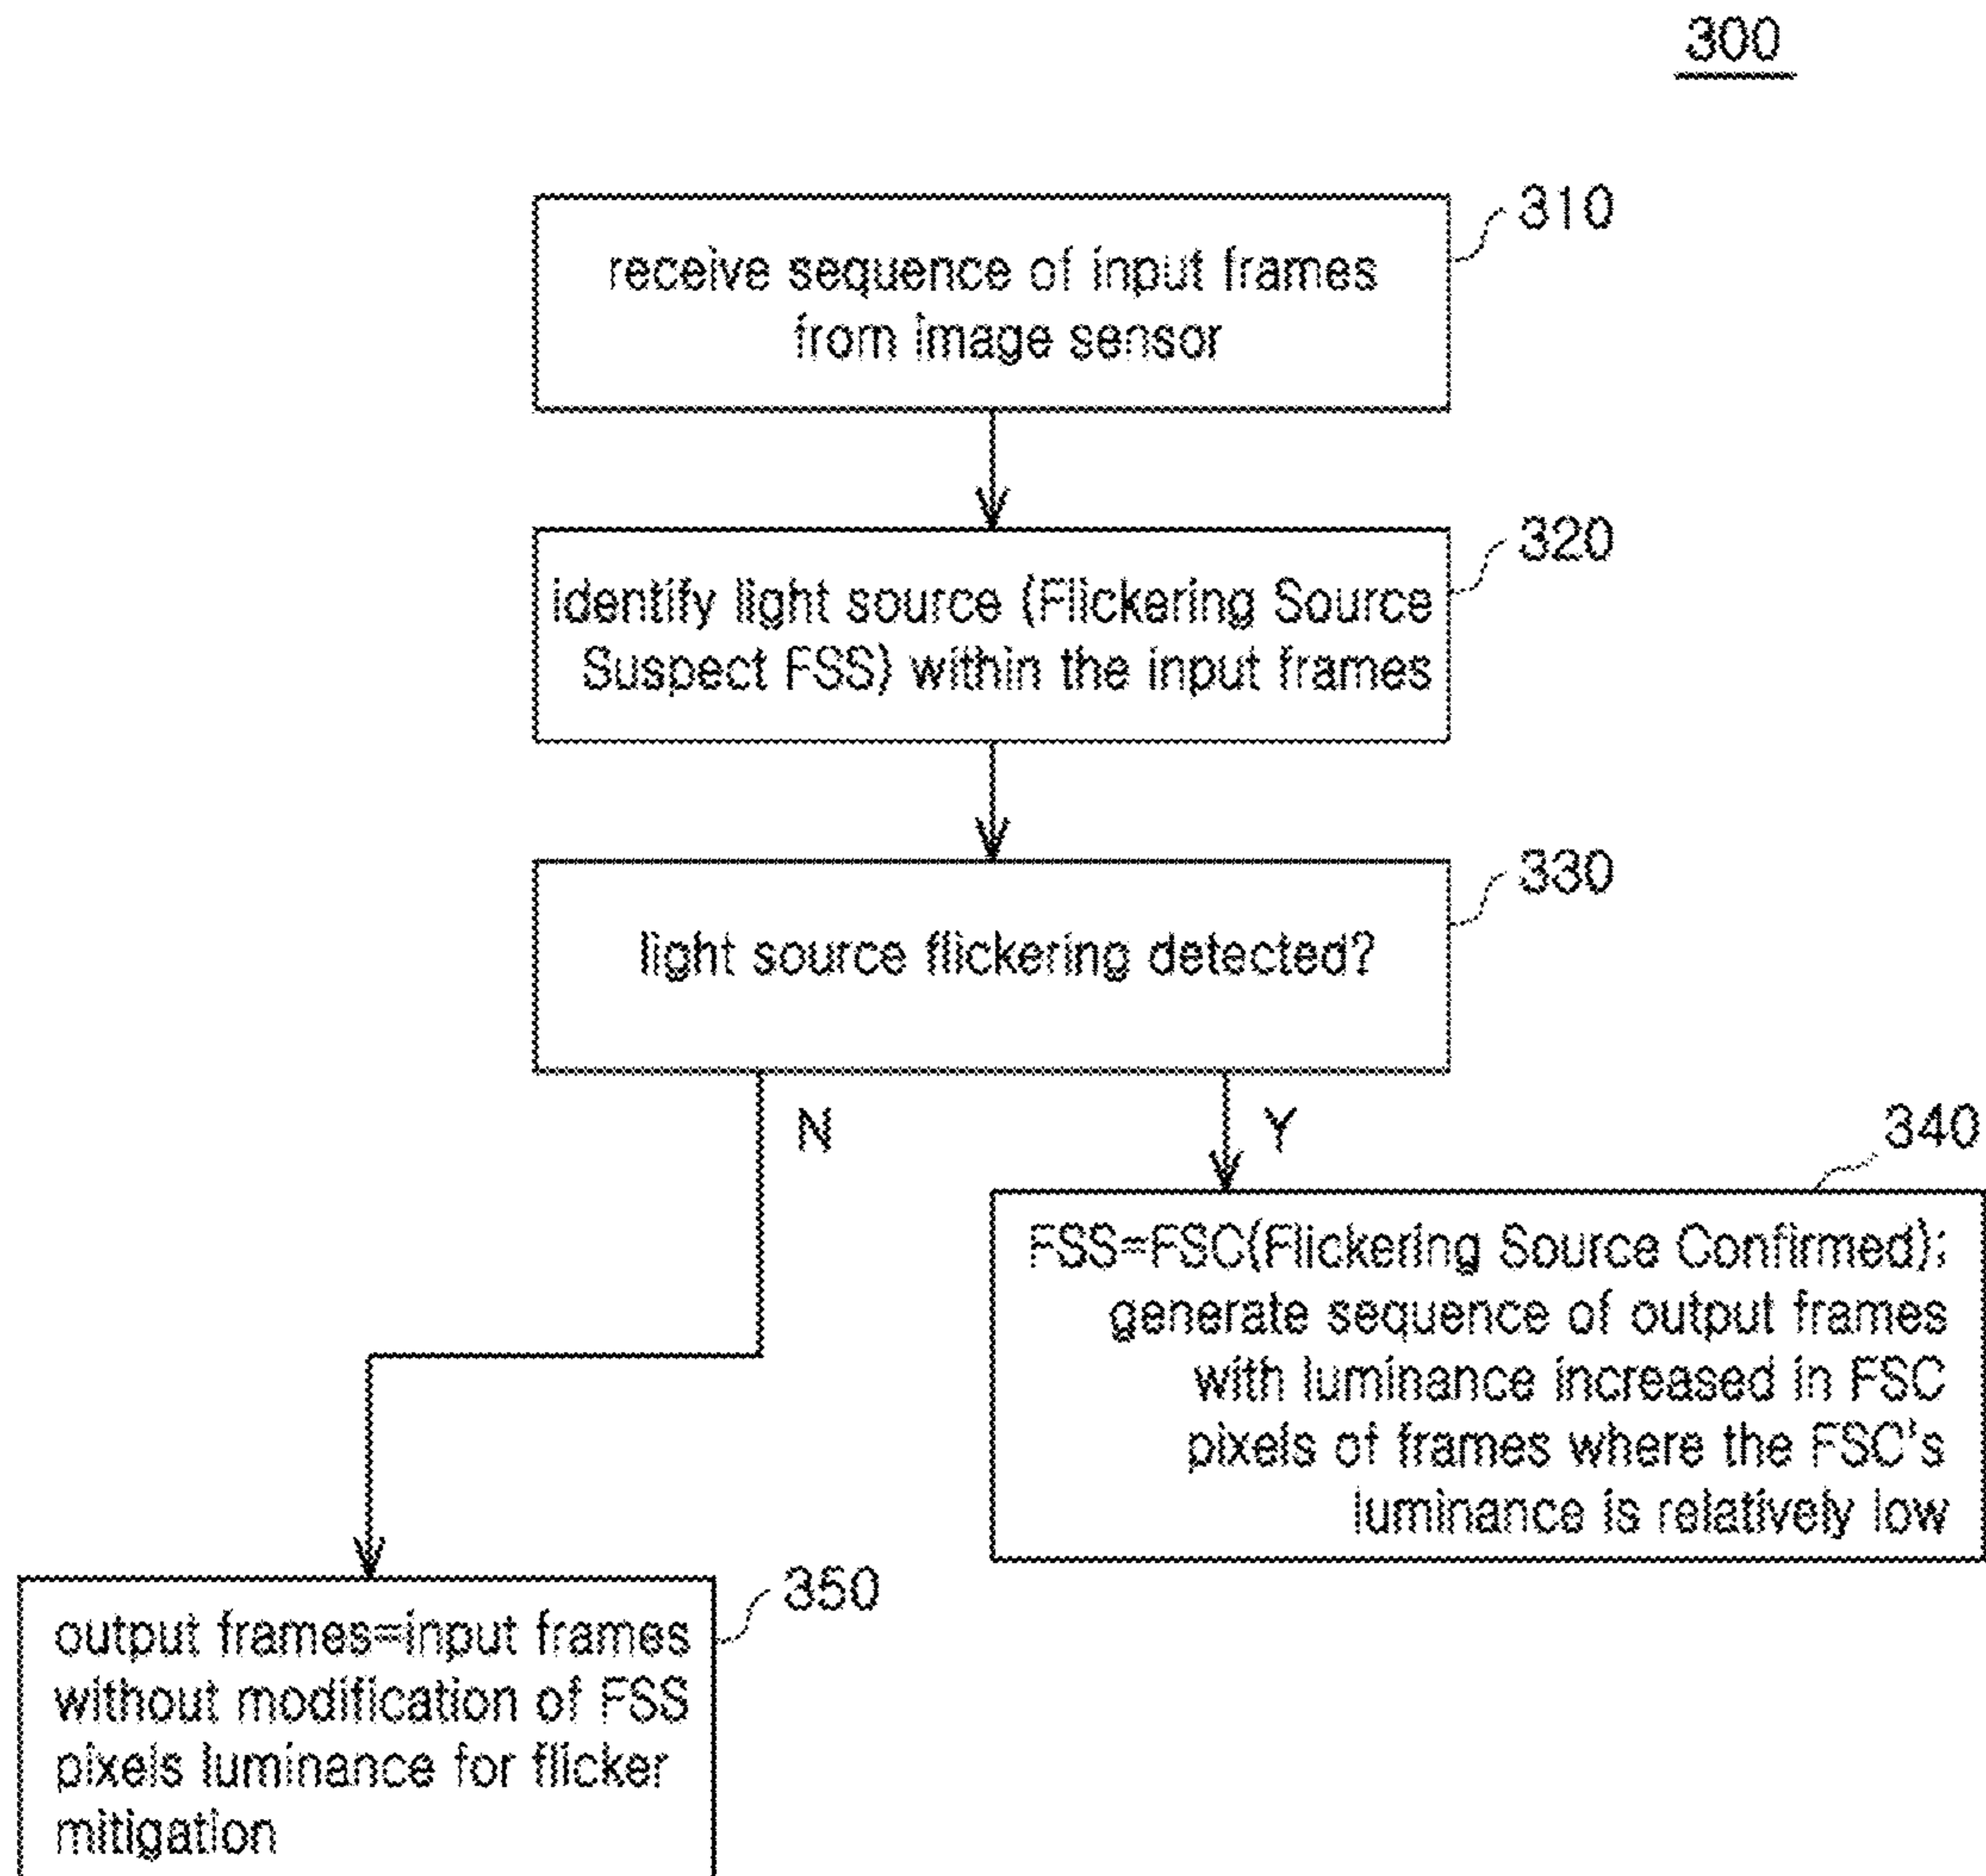 300
310
receive sequence of input frames
from image sensor
320
identify light source (Flickering Source
Suspect FSS) within the input frames
330
light source flickering detected?
N
Y
340
FSS=FSC(Flickering Source Confirmed);
generate sequence of output frames
with luminance increased in FSC
pixels of frames where the FSC's
luminance is relatively low
350
output frames=input frames
without modification of FSS
pixels luminance for flicker
mitigation